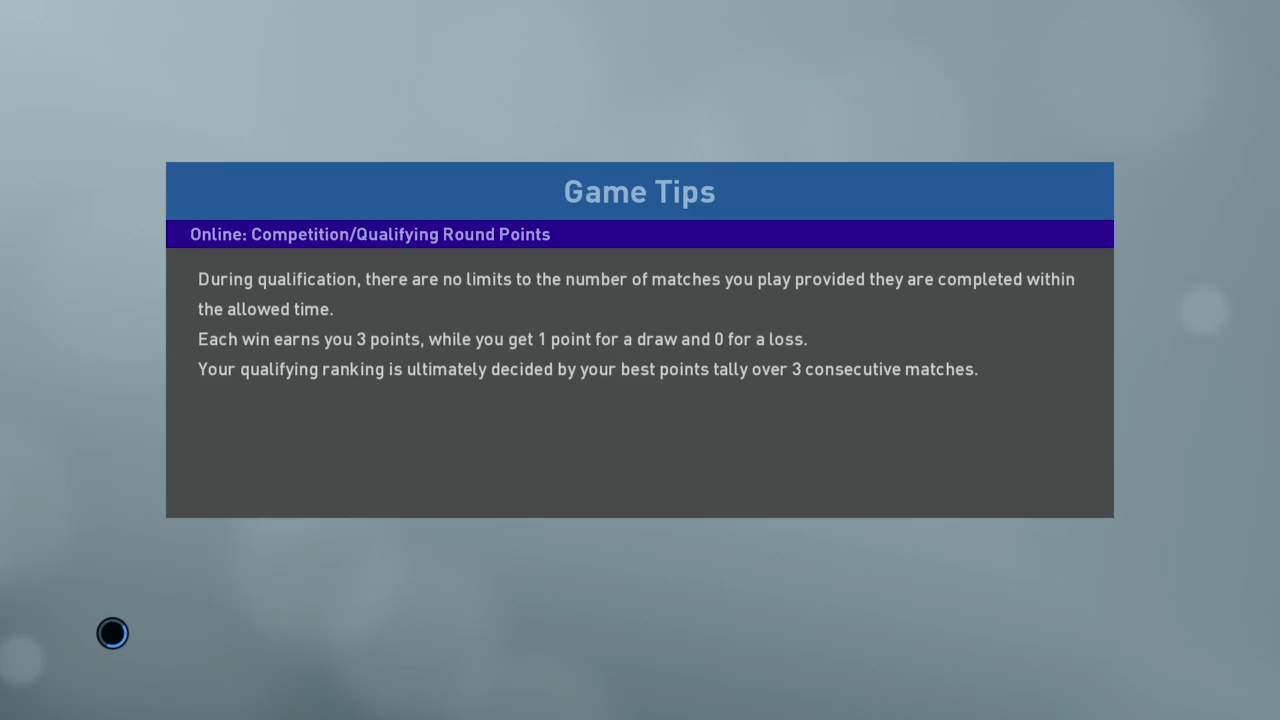 Game Tips
Online: Competition/Qualifying Round Points
During qualification, there are no limits to the number of matches you play provided they are completed within
the allowed time.
Each win earns you 3 points, while you get 1 point for a draw and 0 for a loss.
Your qualifying ranking is ultimately decided by your best points tally over 3 consecutive matches.